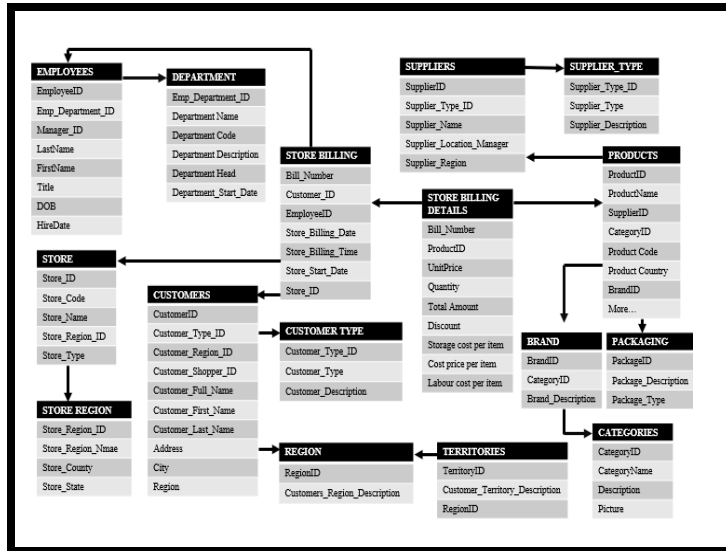 EMPLOYEES
EmployeeID
Emp_Department_ID
Manager_ID
LastName
FirstName
Title
DOB
HireDate
DEPARTMENT
Emp_Department_ID
Department Name
Department Code
Department Description
Department Head
Department_Start_Date
SUPPLIERS
SupplierID
Supplier_Type_ID
Supplier_Name
Supplier_Location_Manager
Supplier_Region
SUPPLIER_TYPE
Supplier_Type_ID
Supplier_Type
Supplier_Description
STORE BILLING
Bill_Number
Customer_ID
EmployeeID
Store_Billing_Date
Store_Billing_Time
Store_Start_Date
Store_ID
STORE BILLING
DETAILS
Bill_Number
ProductID
UnitPrice
Quantity
Total Amount
Discount
Storage cost per item
Cost price per item
Labour cost per item
PRODUCTS
ProductID
ProductName
SupplierID
CategoryID
Product Code
Product Country
BrandID
More...
STORE
Store_ID
Store_Code
Store_Name
Store_Region_ID
Store_Type
CUSTOMERS
CustomerID
Customer_Type_ID
Customer_Region_ID
Customer_Shopper_ID
Customer_Full_Name
Customer_First_Name
Customer_Last_Name
Address
City
Region
CUSTOMER TYPE
Customer_Type_ID
Customer_Type
Customer_Description
BRAND
BrandID
CategoryID
Brand_Description
PACKAGING
PackageID
Package_Description
Package_Type
STORE REGION
Store_Region_ID
Store_Region_Nmae
Store_County
Store_State
REGION
RegionID
Customers_Region_Description
TERRITORIES
TerritoryID
Customer_Territory_Description
RegionID
CATEGORIES
CategoryID
CategoryName
Description
Picture